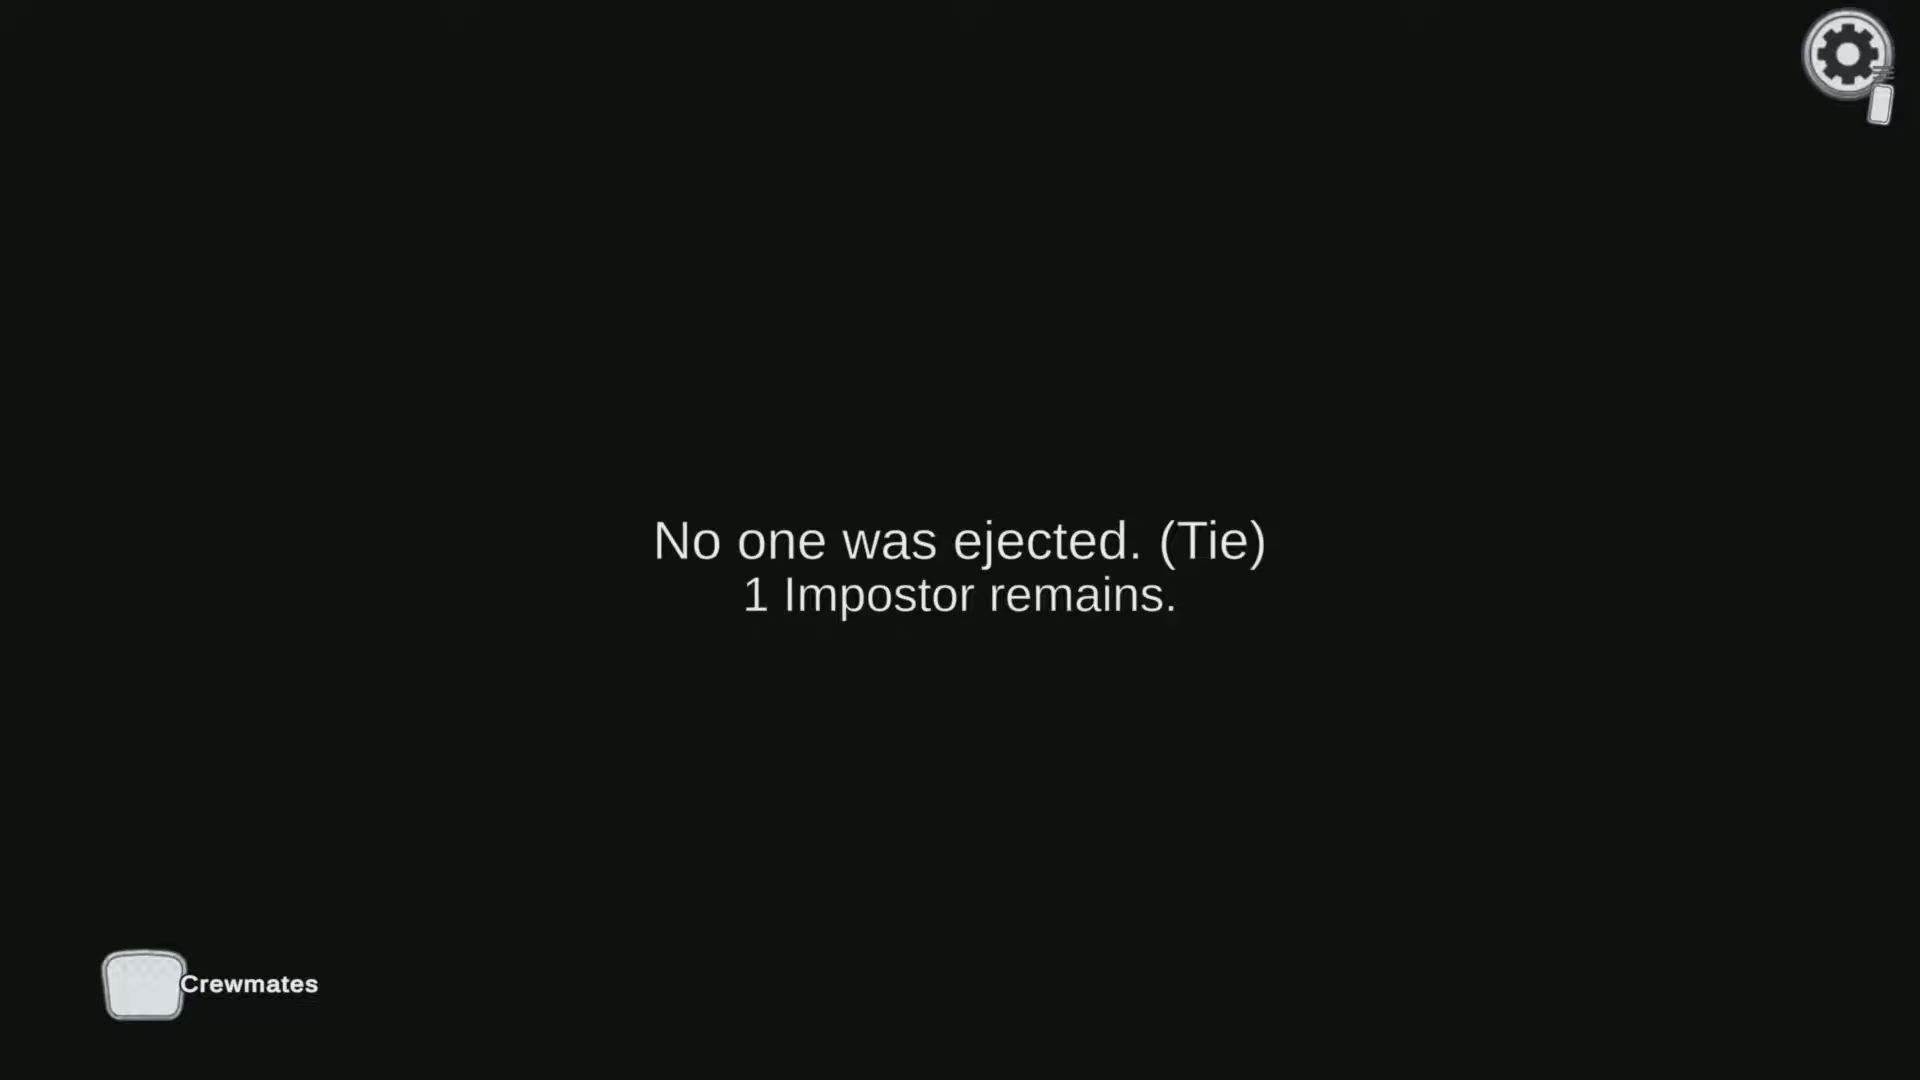 No one was ejected. (Tie)
1 Impostor remains.
Crewmates